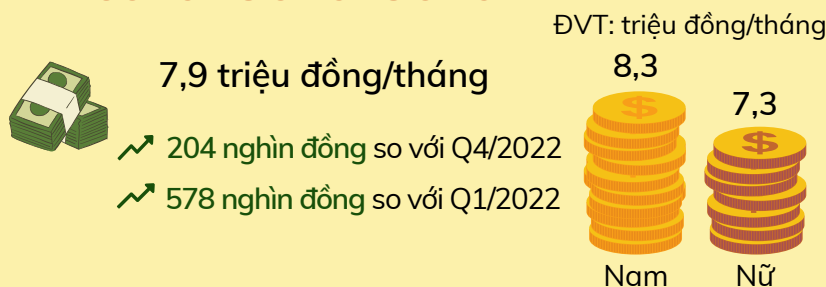 ĐVT: triệu đồng/tháng
7,9 triệu đồng/tháng
204 nghìn đồng so với Q4/2022
578 nghìn đồng so với Q1/2022
8,3
7,3
Nam
Nữ